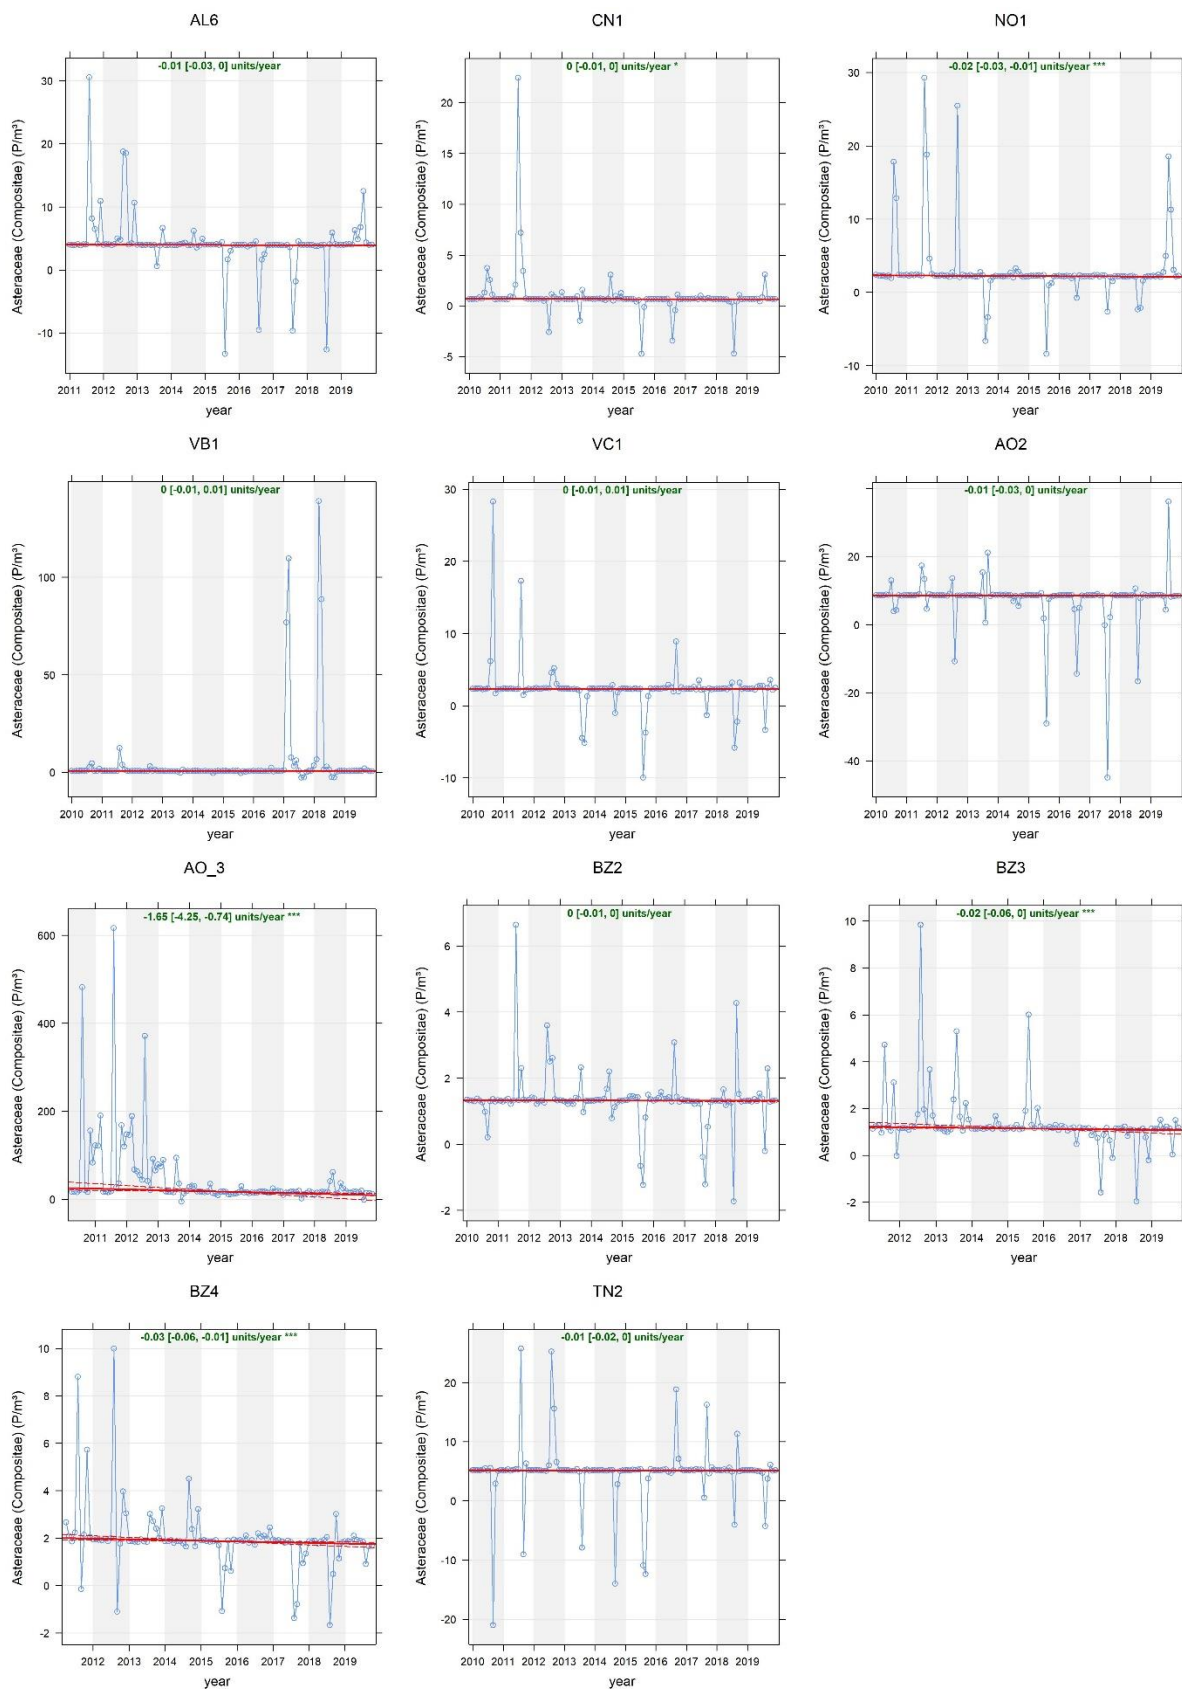 AL6
-0.01 [-0.03, 0] units/year
Asteraceae (Compositae) (P/m³)
30
20
10
0
-10
2011 2012 2013 2014 2015 2016 2017 2018 2019
year
CN1
0 [-0.01, 0] units/year *
Asteraceae (Compositae) (P/m³)
20
15
10
5
0
-5
2010 2011 2012 2013 2014 2015 2016 2017 2018 2019
year
NO1
-0.02 [-0.03, -0.01] units/year ***
Asteraceae (Compositae) (P/m³)
30
20
10
0
-10
2010 2011 2012 2013 2014 2015 2016 2017 2018 2019
year
VB1
0 [-0.01, 0.01] units/year
Asteraceae (Compositae) (P/m³)
100
50
0
2010 2011 2012 2013 2014 2015 2016 2017 2018 2019
year
VC1
0 [-0.01, 0.01] units/year
Asteraceae (Compositae) (P/m³)
30
20
10
0
-10
2010 2011 2012 2013 2014 2015 2016 2017 2018 2019
year
AO2
-0.01 [-0.03, 0] units/year
Asteraceae (Compositae) (P/m³)
20
0
-20
-40
2010 2011 2012 2013 2014 2015 2016 2017 2018 2019
year
AO_3
-1.65 [-4.25, -0.74] units/year ***
Asteraceae (Compositae) (P/m³)
600
400
200
0
2011 2012 2013 2014 2015 2016 2017 2018 2019
year
BZ2
0 [-0.01, 0] units/year
Asteraceae (Compositae) (P/m³)
6
4
2
0
-2
2010 2011 2012 2013 2014 2015 2016 2017 2018 2019
year
BZ3
-0.02 [-0.06, 0] units/year ***
Asteraceae (Compositae) (P/m³)
10
8
6
4
2
0
-2
2012 2013 2014 2015 2016 2017 2018 2019
year
BZ4
-0.03 [-0.06, -0.01] units/year ***
Asteraceae (Compositae) (P/m³)
10
8
6
4
2
0
-2
2012 2013 2014 2015 2016 2017 2018 2019
year
TN2
-0.01 [-0.02, 0] units/year
Asteraceae (Compositae) (P/m³)
20
10
0
-10
-20
2010 2011 2012 2013 2014 2015 2016 2017 2018 2019
year